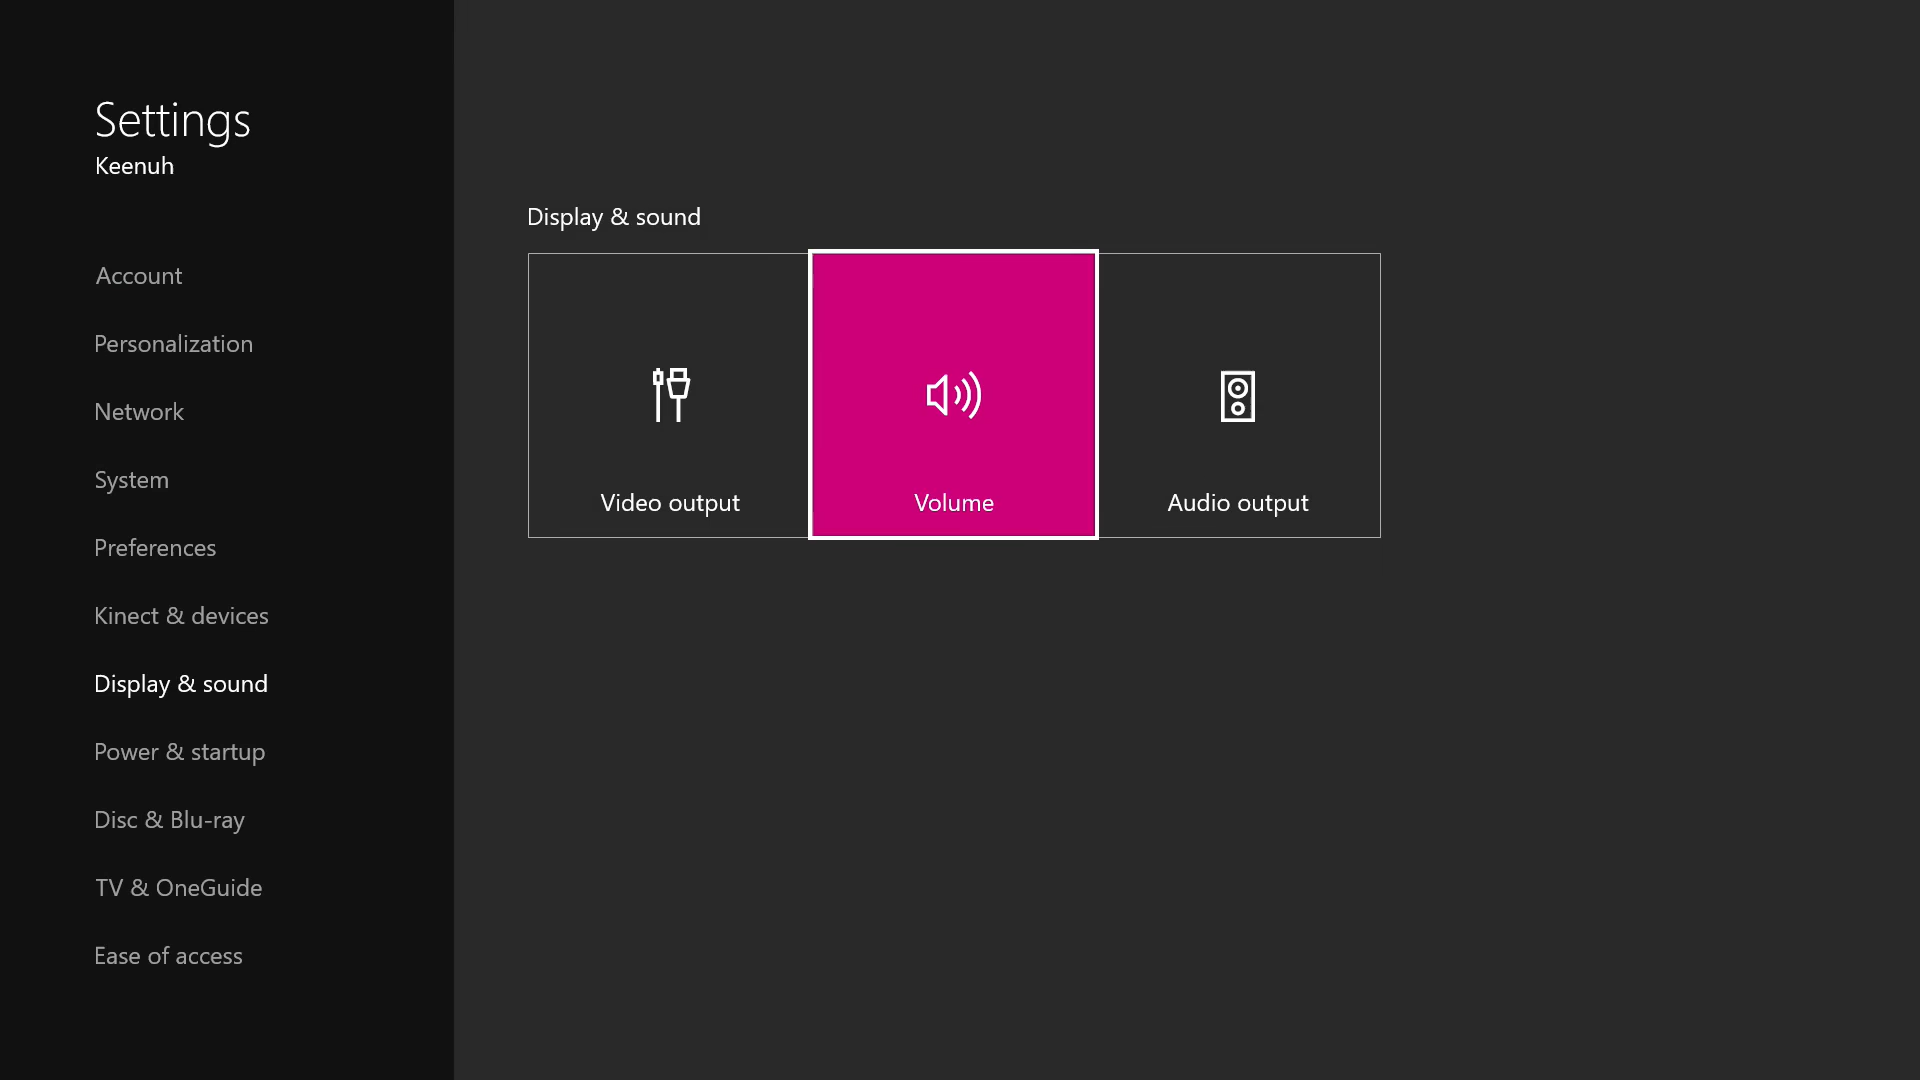 Settings
Keenuh
Account
Personalization
Network
System
Preferences
Kinect & devices
Display & sound
Power & startup
Disc & Blu-ray
TV & OneGuide
Ease of access
Display & sound
Video output
Volume
Audio output